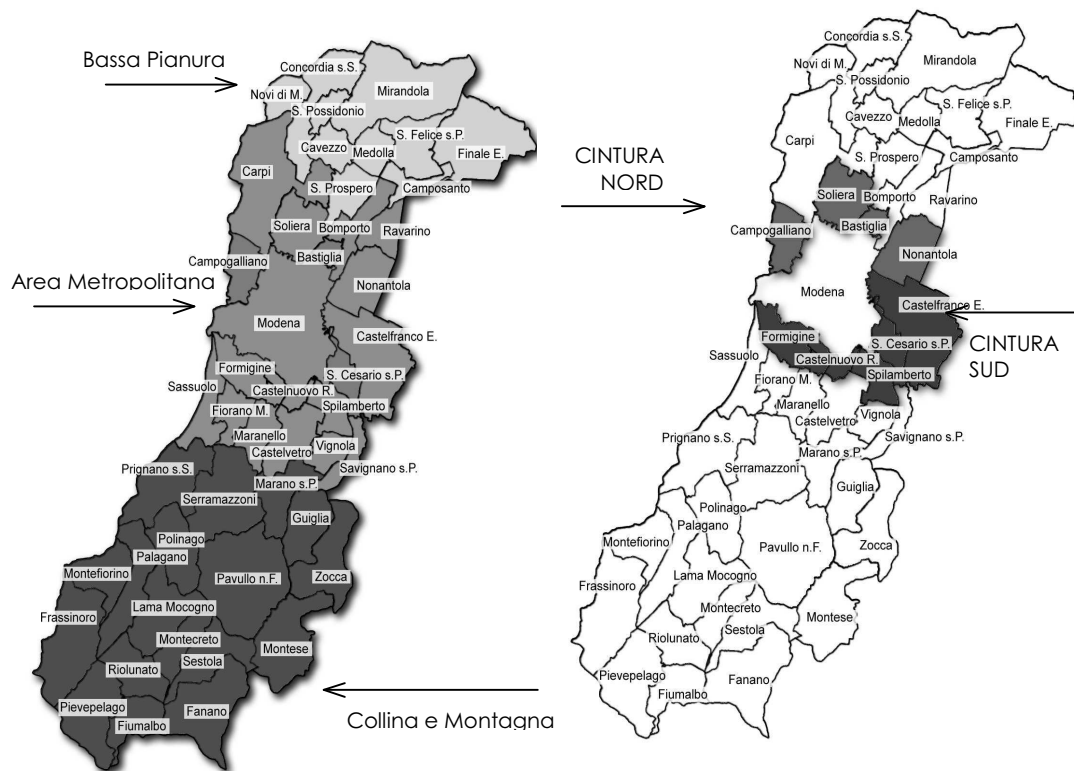 Bassa Pianura
Concordia s.S.
Mirandola
Novi di M.
S. Possidonio
S. Felice s.P.
Cavezzo
Medolla
Finale E.
Carpi
S. Prospero
Camposanto
Soliera
Bomporto
Ravarino
Bastiglia
Campogalliano
Nonantola
Area Metropolitana
Modena
Castelfranco E.
Formigine
S. Cesario s.P.
Sassuolo
Castelnuovo R.
Spilamberto
Fiorano M.
Maranello
Vignola
Castelvetro
Savignano s.P.
Prignano s.S.
Marano s.P.
Serramazzoni
Guiglia
Polinago
Palagano
Montefiorino
Pavullo n.F.
Zocca
Lama Mocogno
Frassinoro
Montecreto
Montese
Sestola
Riolunato
Pievepelago
Fanano
Fiumalbo
Collina e Montagna
Concordia s.S.
Mirandola
Novi di M.
S. Possidonio
S. Felice s.P.
Cavezzo
Medolla
Finale E.
Carpi
S. Prospero
Camposanto
CINTURA
NORD
Soliera
Bomporto
Ravarino
Bastiglia
Campogalliano
Nonantola
Modena
Castelfranco E.
Formigine
S. Cesario s.P.
CINTURA
SUD
Sassuolo
Castelnuovo R.
Spilamberto
Fiorano M.
Maranello
Vignola
Castelvetro
Savignano s.P.
Prignano s.S.
Marano s.P.
Serramazzoni
Guiglia
Polinago
Palagano
Montefiorino
Pavullo n.F.
Zocca
Lama Mocogno
Frassinoro
Montecreto
Montese
Sestola
Riolunato
Pievepelago
Fanano
Fiumalbo